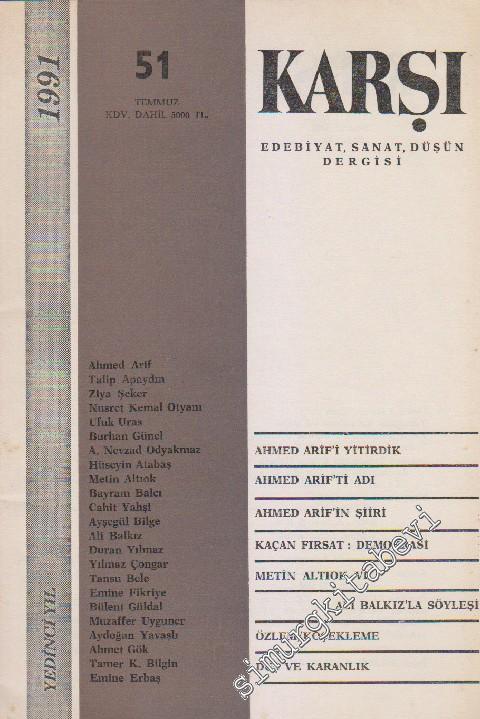 1991
51
TEMMUZ
KDV. DAHİL 5000 TL.
KARŞI
EDEBİYAT, SANAT, DÜŞÜN
DERGİSİ
Ahmed Arif
Talip Apaydın
Ziya Şeker
Nusret Kemal Otyam
Ufuk Uras
Burhan Günel
A. Nevzad Odyakmaz
Hüseyin Atabaş
Metin Altıok
Bayram Balcı
Cahit Yahşi
Ayşegül Bilge
Ali Balkız
Duran Yılmaz
Yılmaz Çongar
Tansu Bele
Emine Fikriye
Bülent Güldal
Muzaffer Uyguner
Aydoğan Yavaşlı
Ahmet Gök
Tamer K. Bilgin
Emine Erbaş
AHMED ARİF'İ YİTİRDİK
AHMED ARİF'Tİ ADI
AHMED ARİF'İN ŞİİRİ
KAÇAN FIRSAT : DEMOKRASİ
METİN ALTIOK VE
ALİ BALKIZ'LA SÖYLEŞİ
VE KARANLIK
YEDİNCİ YIL
simurgkitabevi